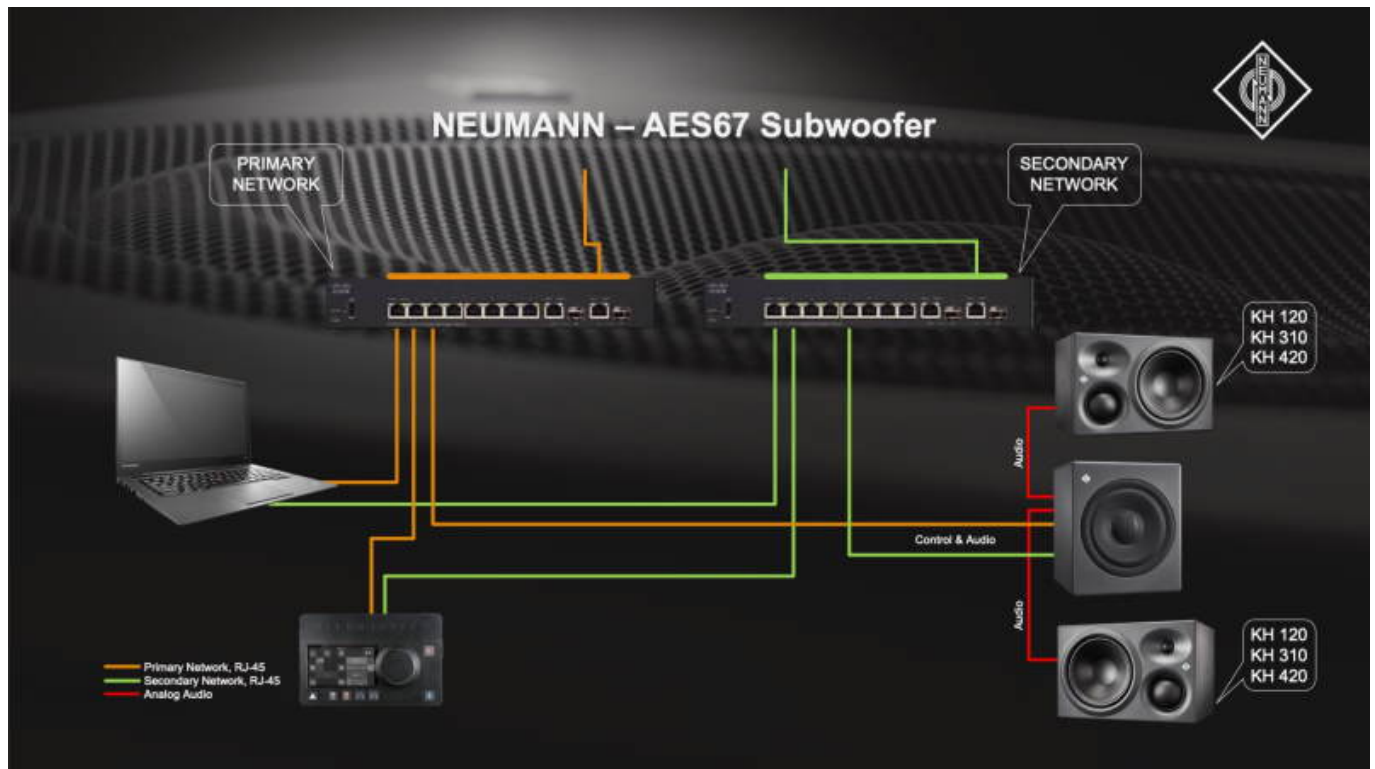 NEUMANN
NEUMANN – AES67 Subwoofer
PRIMARY
NETWORK
SECONDARY
NETWORK
KH 120
KH 310
KH 420
Audio
Control & Audio
Audio
KH 120
KH 310
KH 420
Primary Network, RJ-45
Secondary Network, RJ-45
Analog Audio